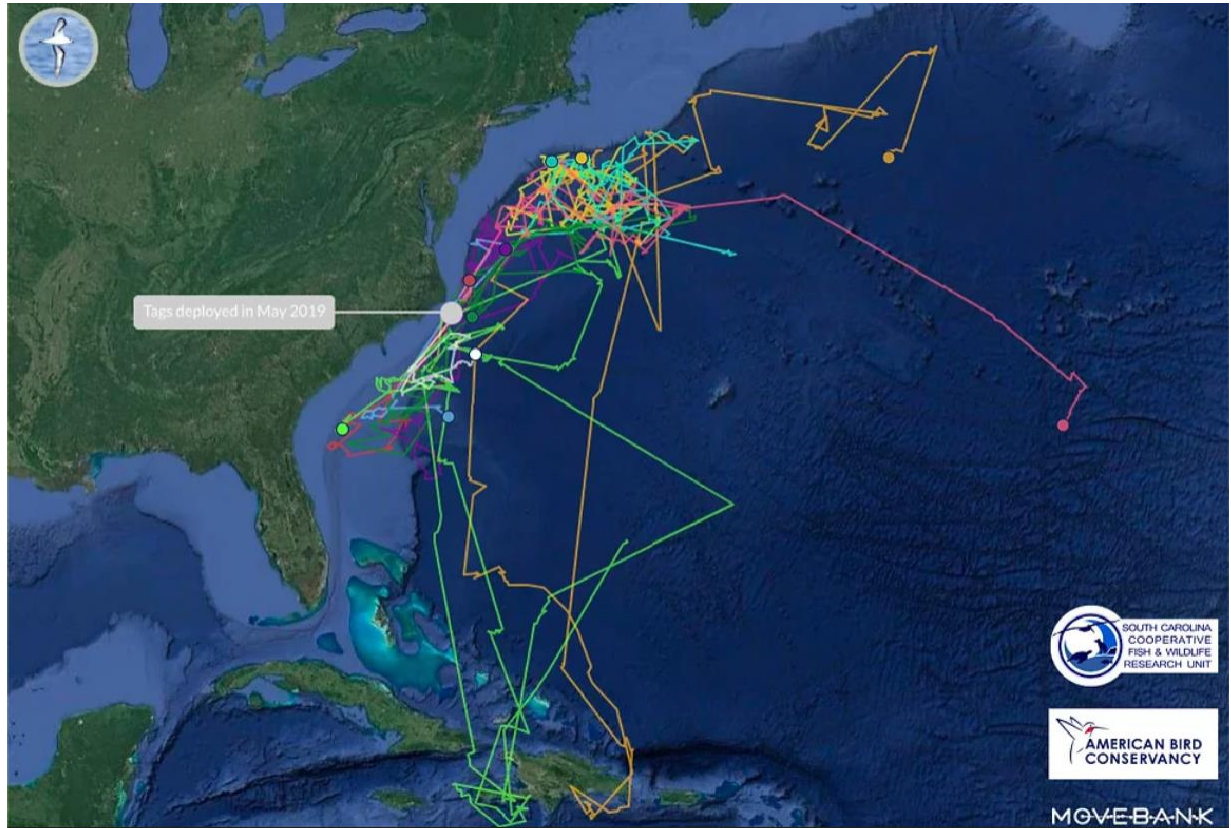 Tags deployed in May 2019
SOUTH CAROLINA
COOPERATIVE
FISH & WILDLIFE
RESEARCH UNIT
AMERICAN BIRD
CONSERVANCY
MOVEBANK